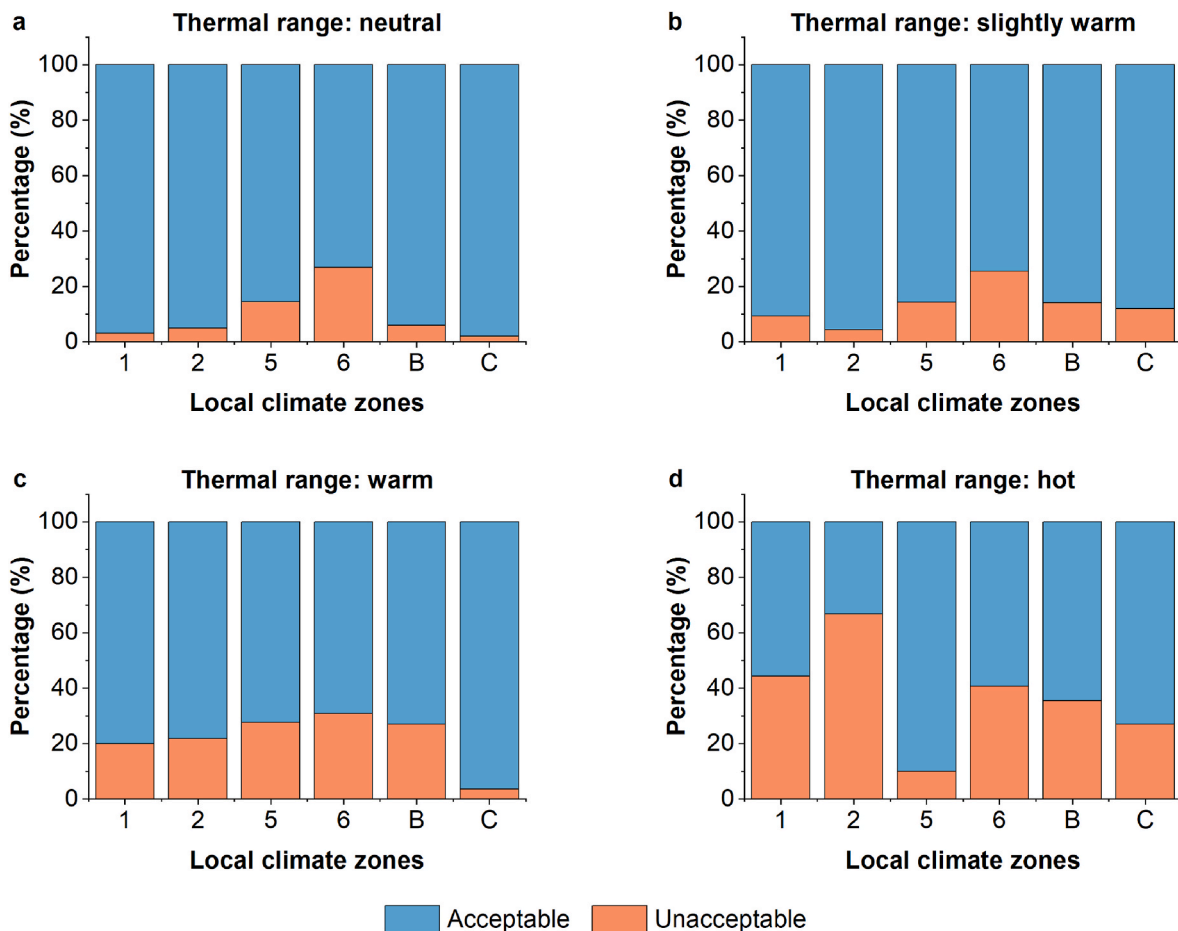 a
Thermal range: neutral
Percentage (%)
100
80
60
40
20
0
1 2 5 6 B C
Local climate zones
b
Thermal range: slightly warm
Percentage (%)
100
80
60
40
20
0
1 2 5 6 B C
Local climate zones
c
Thermal range: warm
Percentage (%)
100
80
60
40
20
0
1 2 5 6 B C
Local climate zones
d
Thermal range: hot
Percentage (%)
100
80
60
40
20
0
1 2 5 6 B C
Local climate zones
Acceptable Unacceptable